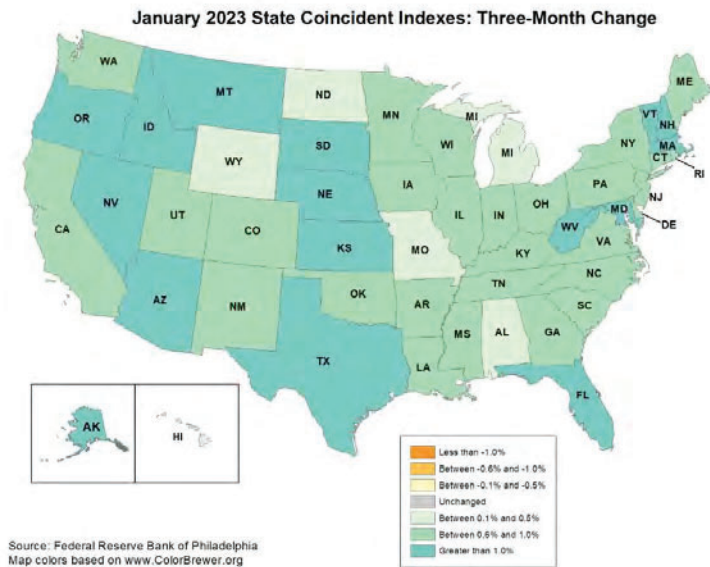 January 2023 State Coincident Indexes: Three-Month Change
WA
MT
ND
MN
ME
OR
ID
SD
WI
MI
MI
NY
VT
NH
MA
CT
RI
WY
NE
IA
PA
NJ
NV
UT
CO
IL
IN
OH
MD
DE
WV
VA
CA
KS
MO
KY
NC
TN
SC
AZ
NM
OK
AR
MS
AL
GA
TX
LA
FL
AK
HI
Less than -1.0%
Between -0.6% and -1.0%
Between -0.1% and -0.5%
Unchanged
Between 0.1% and 0.5%
Between 0.6% and 1.0%
Greater than 1.0%
Source: Federal Reserve Bank of Philadelphia
Map colors based on www.ColorBrewer.org